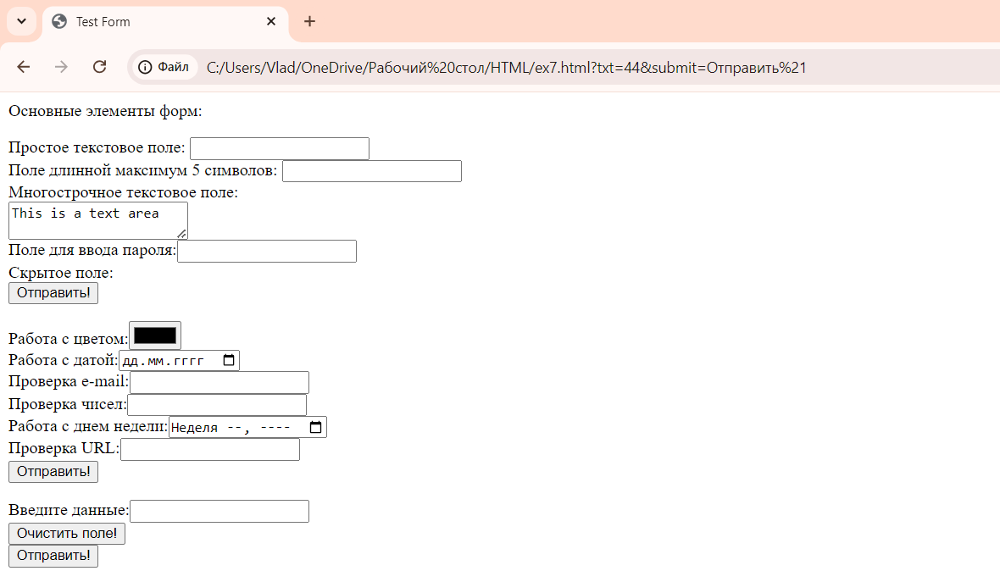 Test Form
Файл C:/Users/Vlad/OneDrive/Рабочий%20стол/HTML/ex7.html?txt=44&submit=Отправить%21
Основные элементы форм:
Простое текстовое поле:
Поле длинной максимум 5 символов:
Многострочное текстовое поле:
This is a text area
Поле для ввода пароля:
Скрытое поле:
Отправить!
Работа с цветом:
Работа с датой: дд.мм.гггг
Проверка e-mail:
Проверка чисел:
Работа с днем недели: Неделя --, ----
Проверка URL:
Отправить!
Введите данные:
Очистить поле!
Отправить!